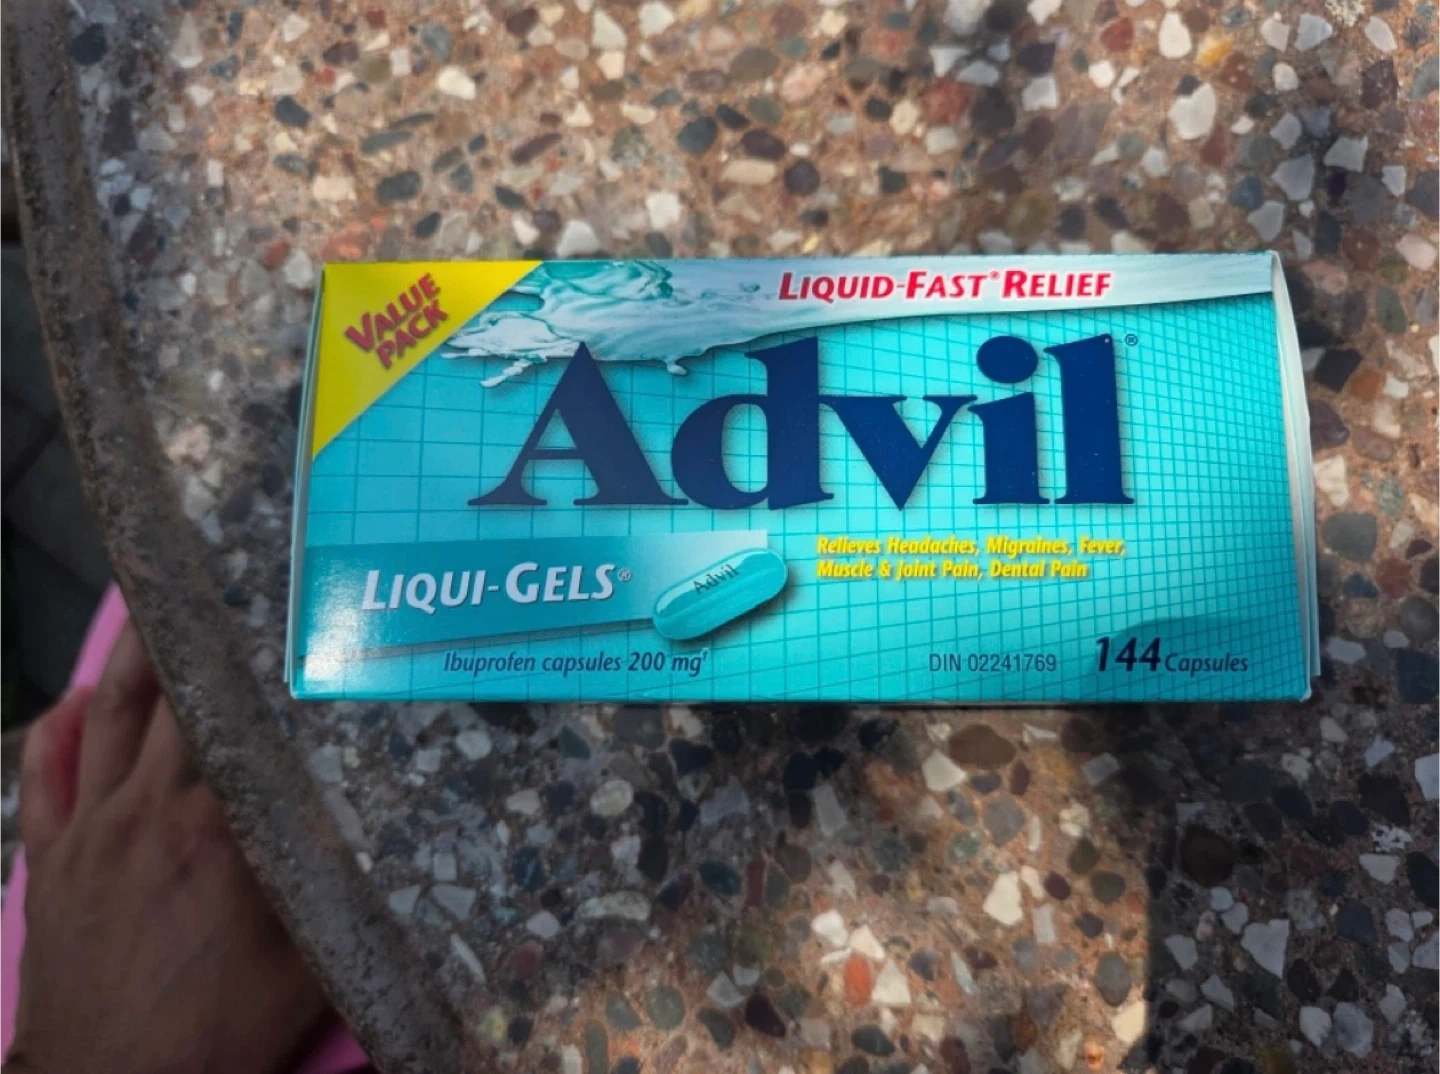 VALUE
PACK
LIQUID-FAST® RELIEF
Advil®
LIQUI-GELS®
Advil
Relieves Headaches, Migraines, Fever,
Muscle & Joint Pain, Dental Pain
Ibuprofen capsules 200 mg†
DIN 02241769
144 Capsules